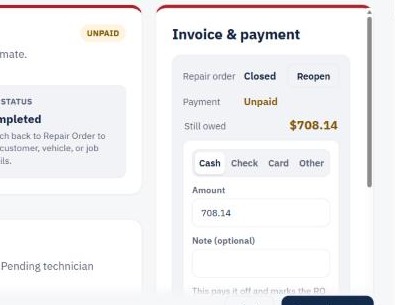 UNPAID
mate.
STATUS
mpleted
ch back to Repair Order to
customer, vehicle, or job
ils.
Pending technician
Invoice & payment
Repair order Closed Reopen
Payment Unpaid
Still owed $708.14
Cash Check Card Other
Amount
708.14
Note (optional)
This pays it off and marks the RO